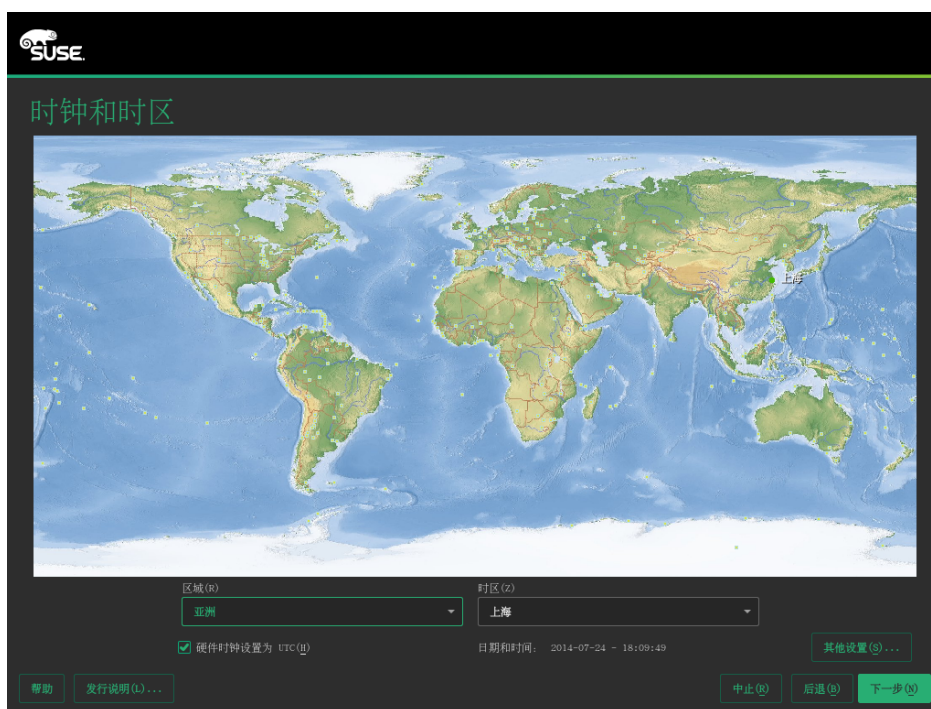 SUSE.
时钟和时区
上海
区域(R)
时区(Z)
亚洲
上海
硬件时钟设置为 UTC(H)
日期和时间: 2014-07-24 - 18:09:49
其他设置(S)...
帮助
发行说明(L)...
中止(R)
后退(B)
下一步(N)